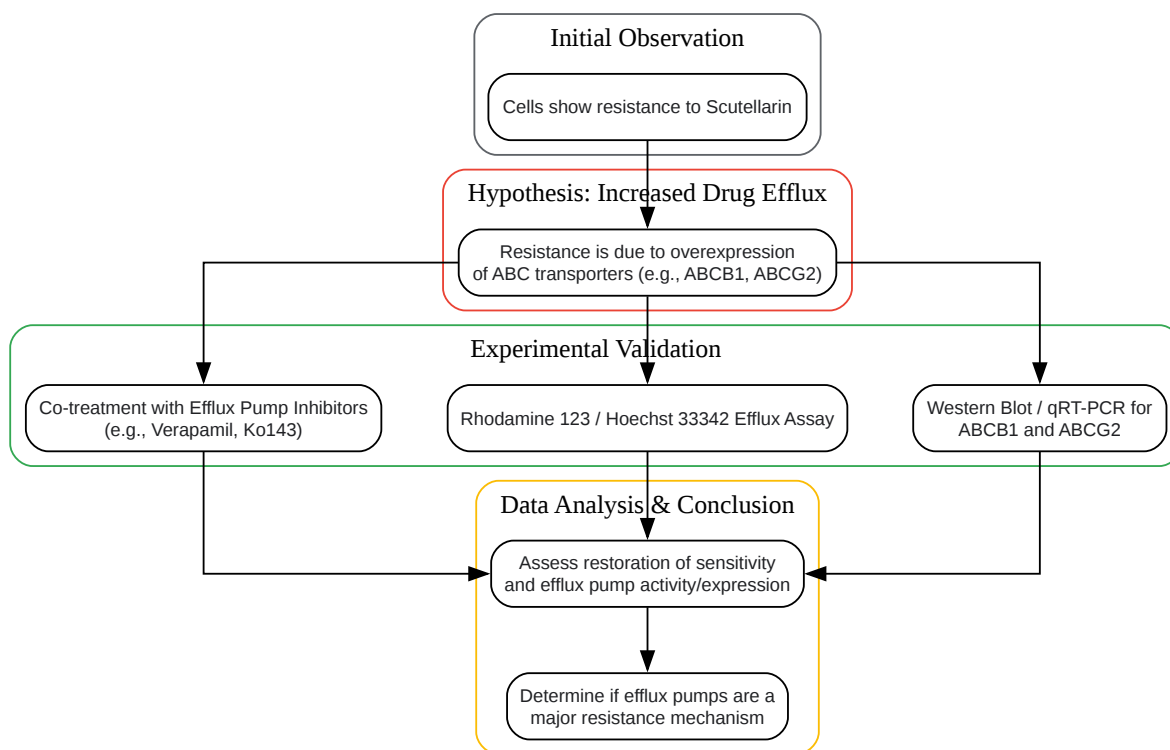 Initial Observation
Cells show resistance to Scutellarin
Hypothesis: Increased Drug Efflux
Resistance is due to overexpression
of ABC transporters (e.g., ABCB1, ABCG2)
Experimental Validation
Co-treatment with Efflux Pump Inhibitors
(e.g., Verapamil, Ko143)
Rhodamine 123 / Hoechst 33342 Efflux Assay
Western Blot / qRT-PCR for
ABCB1 and ABCG2
Data Analysis & Conclusion
Assess restoration of sensitivity
and efflux pump activity/expression
Determine if efflux pumps are a
major resistance mechanism